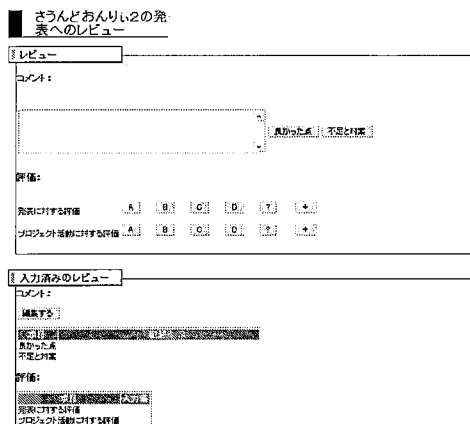 さうんどおんりぃ2の発
表へのレビュー
レビュー
コメント:
良かった点 不足と対案
評価:
発表に対する評価 A B C D ? +
プロジェクト活動に対する評価 A B C D ? +
入力済みのレビュー
コメント:
編集する
良かった点
不足と対案
評価:
入力値
発表に対する評価
プロジェクト活動に対する評価